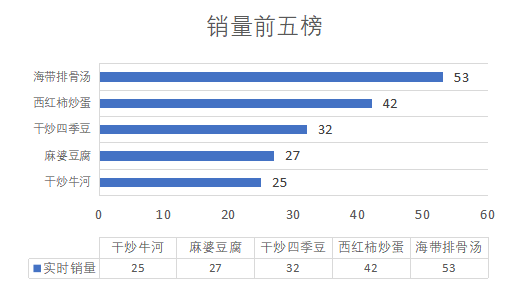 销量前五榜
海带排骨汤 53
西红柿炒蛋 42
干炒四季豆 32
麻婆豆腐 27
干炒牛河 25
0 10 20 30 40 50 60
干炒牛河 麻婆豆腐 干炒四季豆 西红柿炒蛋 海带排骨汤
实时销量 25 27 32 42 53